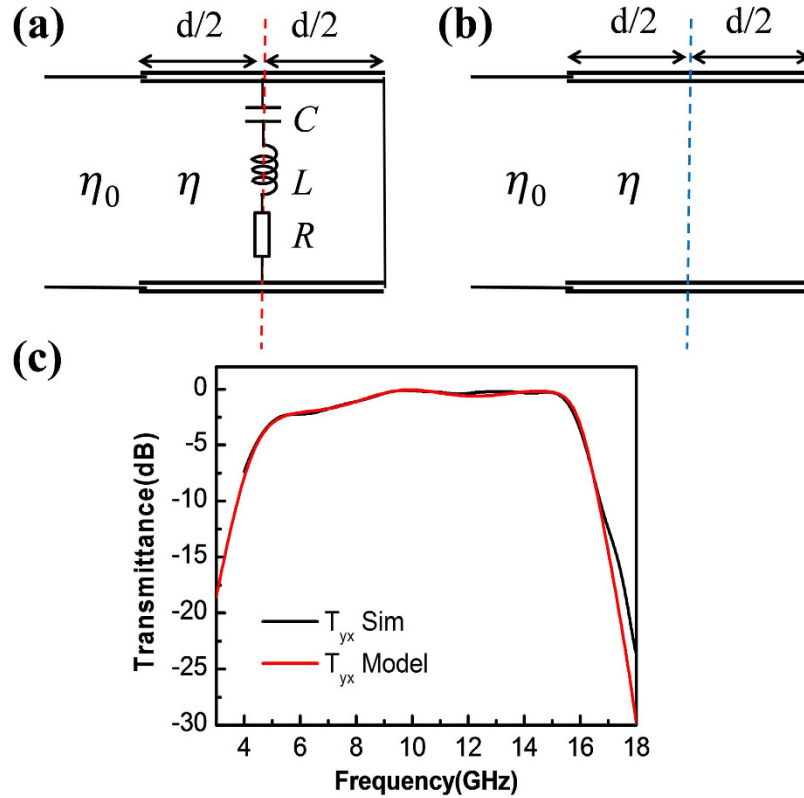 (a)
d/2
d/2
C
L
R
η0
η
(b)
d/2
d/2
η0
η
(c)
Transmittance(dB)
0
-5
-10
-15
-20
-25
-30
Tyx Sim
Tyx Model
4 6 8 10 12 14 16 18
Frequency(GHz)